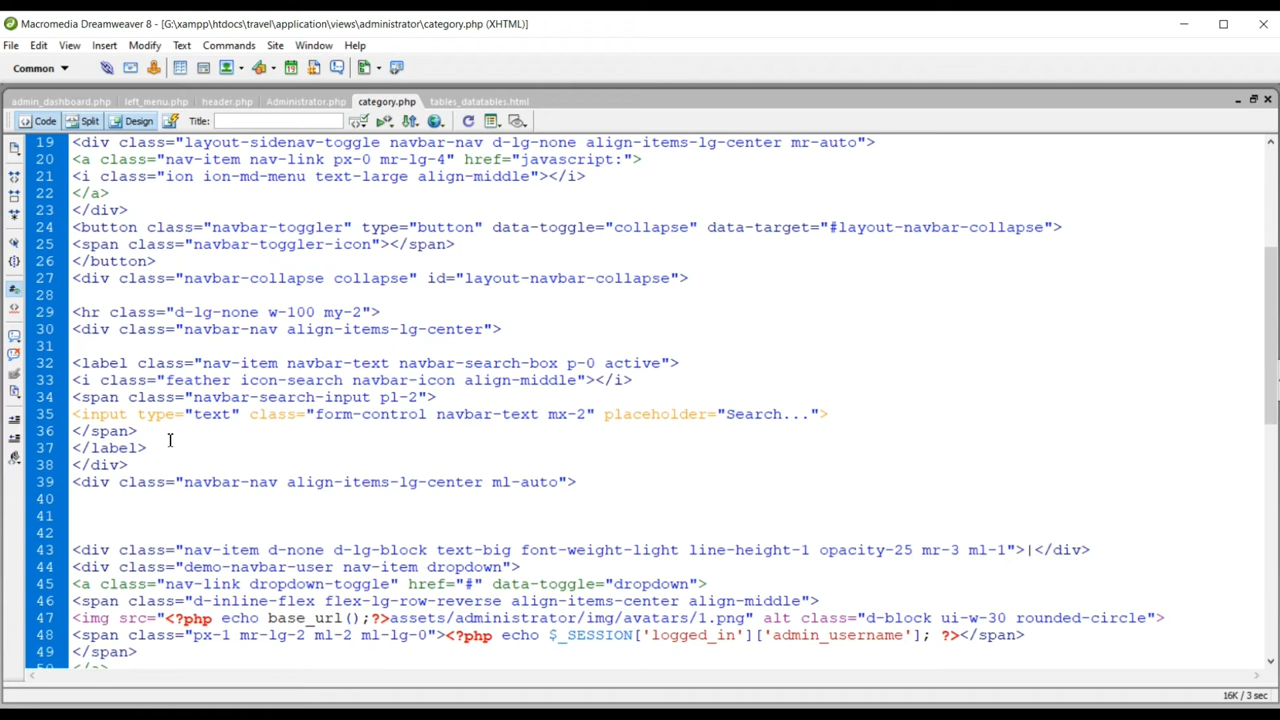 Macromedia Dreamweaver 8 - [G:\xampp\htdocs\travel\application\views\administrator\category.php (XHTML)]
File Edit View Insert Modify Text Commands Site Window Help
Common
admin_dashboard.php left_menu.php header.php Administrator.php category.php tables_datatables.html
Code Split Design Title:
19 <div class="layout-sidenav-toggle navbar-nav d-lg-none align-items-lg-center mr-auto">
20 <a class="nav-item nav-link px-0 mr-lg-4" href="javascript:">
21 <i class="ion ion-md-menu text-large align-middle"></i>
22 </a>
23 </div>
24 <button class="navbar-toggler" type="button" data-toggle="collapse" data-target="#layout-navbar-collapse">
25 <span class="navbar-toggler-icon"></span>
26 </button>
27 <div class="navbar-collapse collapse" id="layout-navbar-collapse">
28
29 <hr class="d-lg-none w-100 my-2">
30 <div class="navbar-nav align-items-lg-center">
31
32 <label class="nav-item navbar-text navbar-search-box p-0 active">
33 <i class="feather icon-search navbar-icon align-middle"></i>
34 <span class="navbar-search-input pl-2">
35 <input type="text" class="form-control navbar-text mx-2" placeholder="Search...">
36 </span>
37 </label>
38 </div>
39 <div class="navbar-nav align-items-lg-center ml-auto">
40
41
42
43 <div class="nav-item d-none d-lg-block text-big font-weight-light line-height-1 opacity-25 mr-3 ml-1">|</div>
44 <div class="demo-navbar-user nav-item dropdown">
45 <a class="nav-link dropdown-toggle" href="#" data-toggle="dropdown">
46 <span class="d-inline-flex flex-lg-row-reverse align-items-center align-middle">
47 <img src="<?php echo base_url();?>assets/administrator/img/avatars/1.png" alt class="d-block ui-w-30 rounded-circle">
48 <span class="px-1 mr-lg-2 ml-2 ml-lg-0"><?php echo $_SESSION['logged_in']['admin_username']; ?></span>
49 </span>
50 </a>
16K / 3 sec